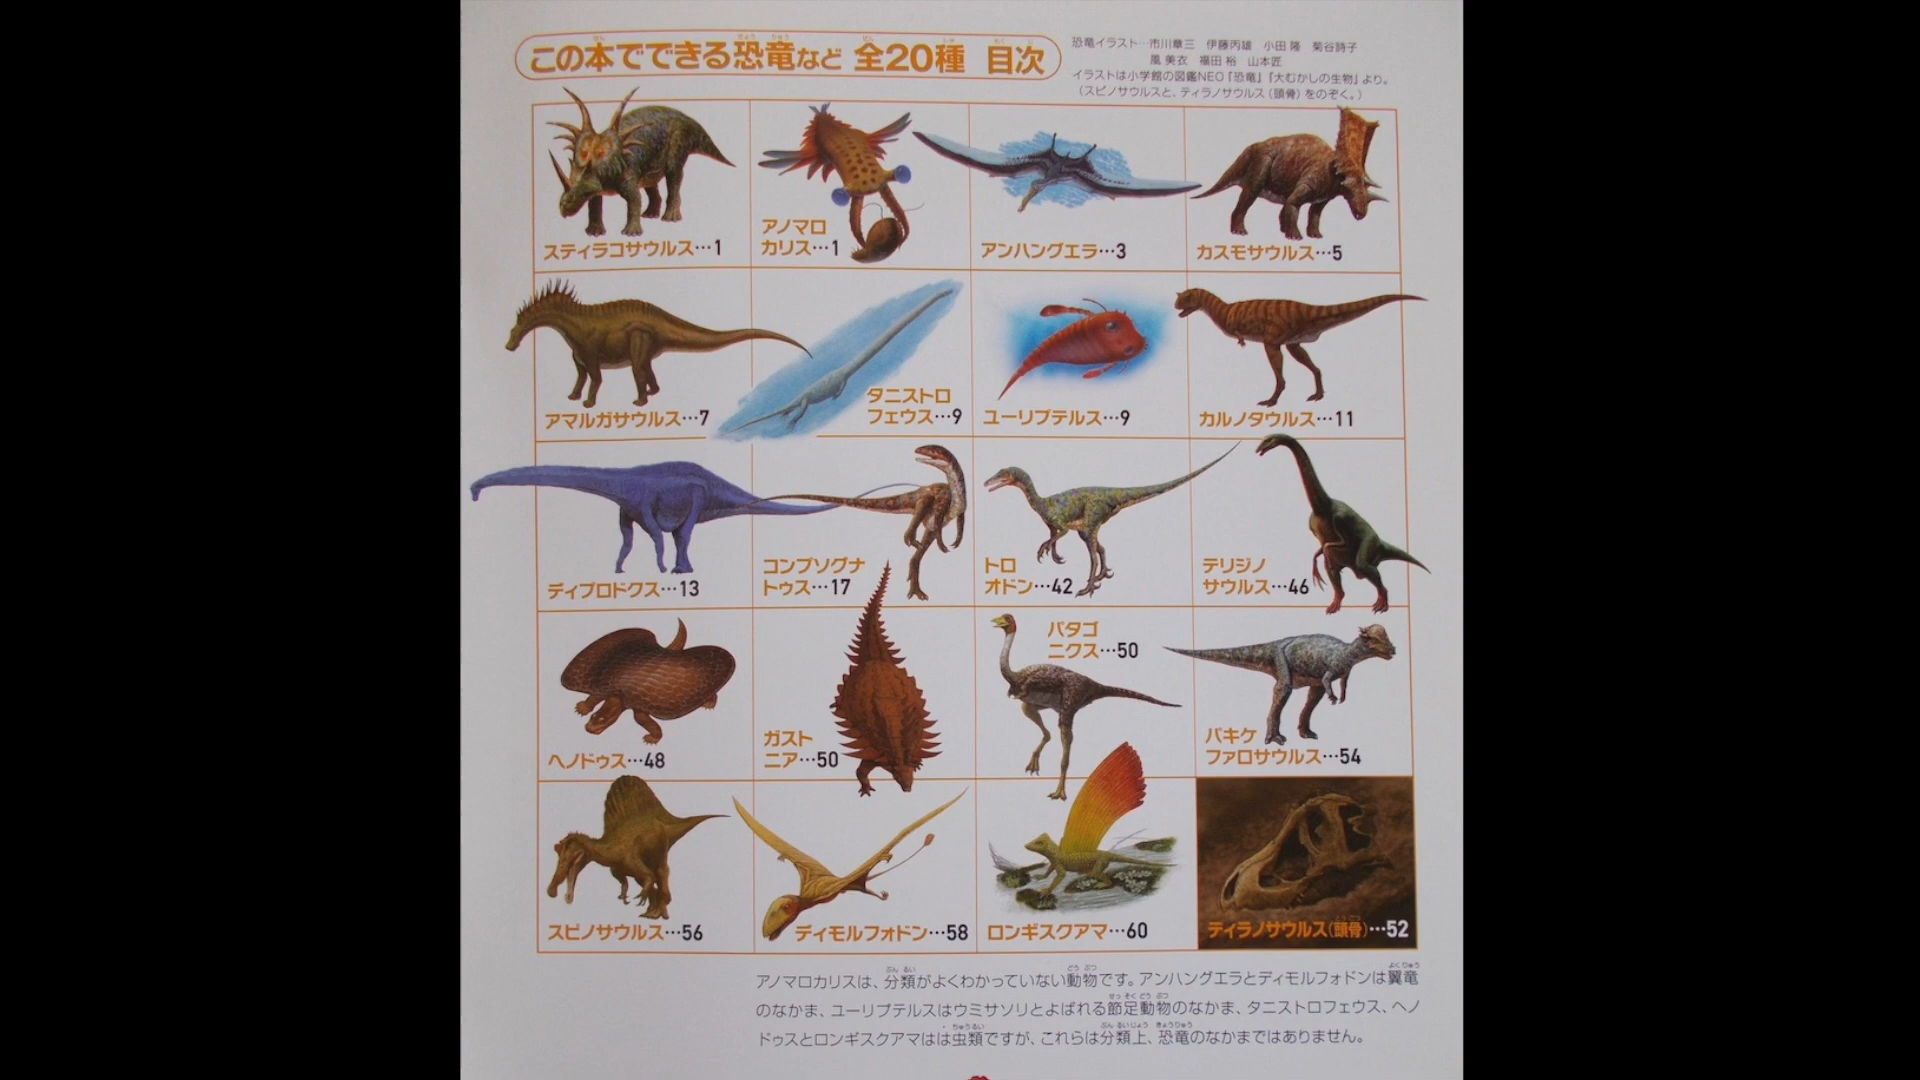 この本でできる恐竜など 全20種 目次
恐竜イラスト…市川章三 伊藤丙雄 小田 隆 菊谷詩子
風 美衣 福田 裕 山本匠
イラストは小学館の図鑑NEO『恐竜』『大むかしの生物』より。
(スピノサウルスと、ティラノサウルス(頭骨)をのぞく。)
スティラコサウルス…1
アノマロ
カリス…1
アンハングエラ…3
カスモサウルス…5
アマルガサウルス…7
タニストロ
フェウス…9
ユーリプテルス…9
カルノタウルス…11
ディプロドクス…13
コンプソグナ
トゥス…17
トロ
オドン…42
テリジノ
サウルス…46
ヘノドゥス…48
ガスト
ニア…50
パタゴ
ニクス…50
パキケ
ファロサウルス…54
スピノサウルス…56
ディモルフォドン…58
ロンギスクアマ…60
ティラノサウルス(頭骨)…52
アノマロカリスは、分類がよくわかっていない動物です。アンハングエラとディモルフォドンは翼竜
のなかま、ユーリプテルスはウミサソリとよばれる節足動物のなかま、タニストロフェウス、ヘノ
ドゥスとロンギスクアマはは虫類ですが、これらは分類上、恐竜のなかまではありません。